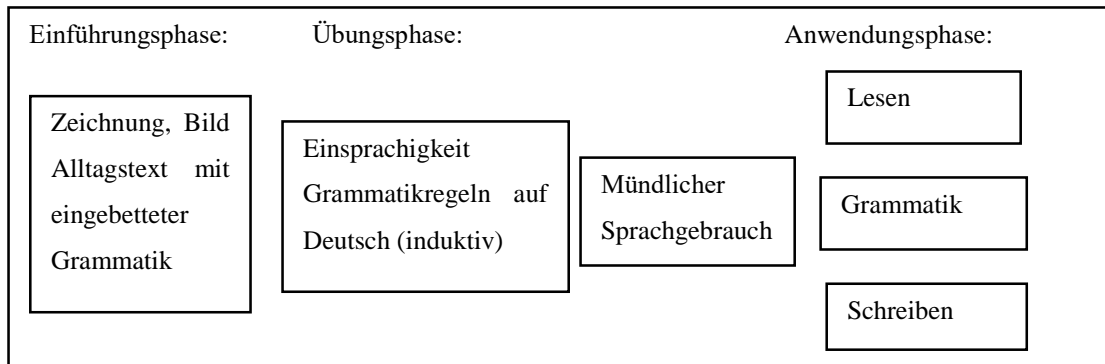 Einführungsphase:
Übungsphase:
Anwendungsphase:
Zeichnung, Bild
Alltagstext mit
eingebetteter
Grammatik
Einsprachigkeit
Grammatikregeln auf
Deutsch (induktiv)
Mündlicher
Sprachgebrauch
Lesen
Grammatik
Schreiben